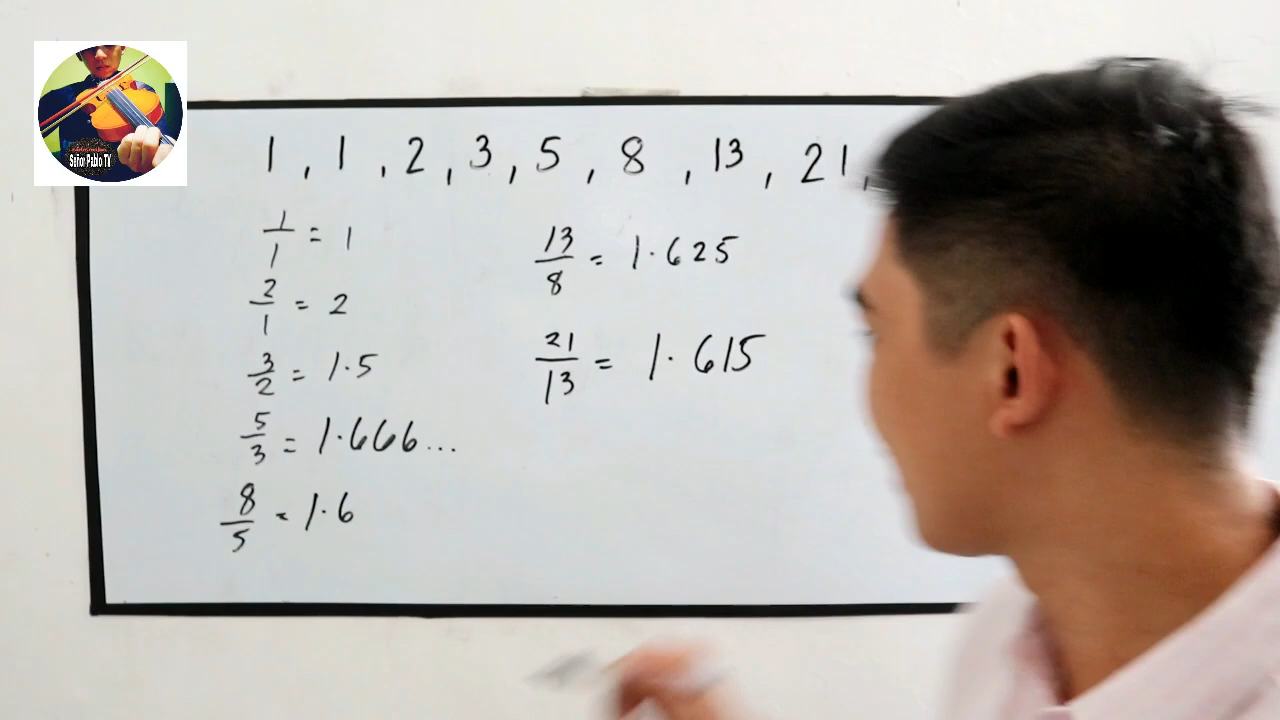 Señor Pablo TV
1, 1, 2, 3, 5, 8, 13, 21,
1/1 = 1
2/1 = 2
3/2 = 1.5
5/3 = 1.666...
8/5 = 1.6
13/8 = 1.625
21/13 = 1.615